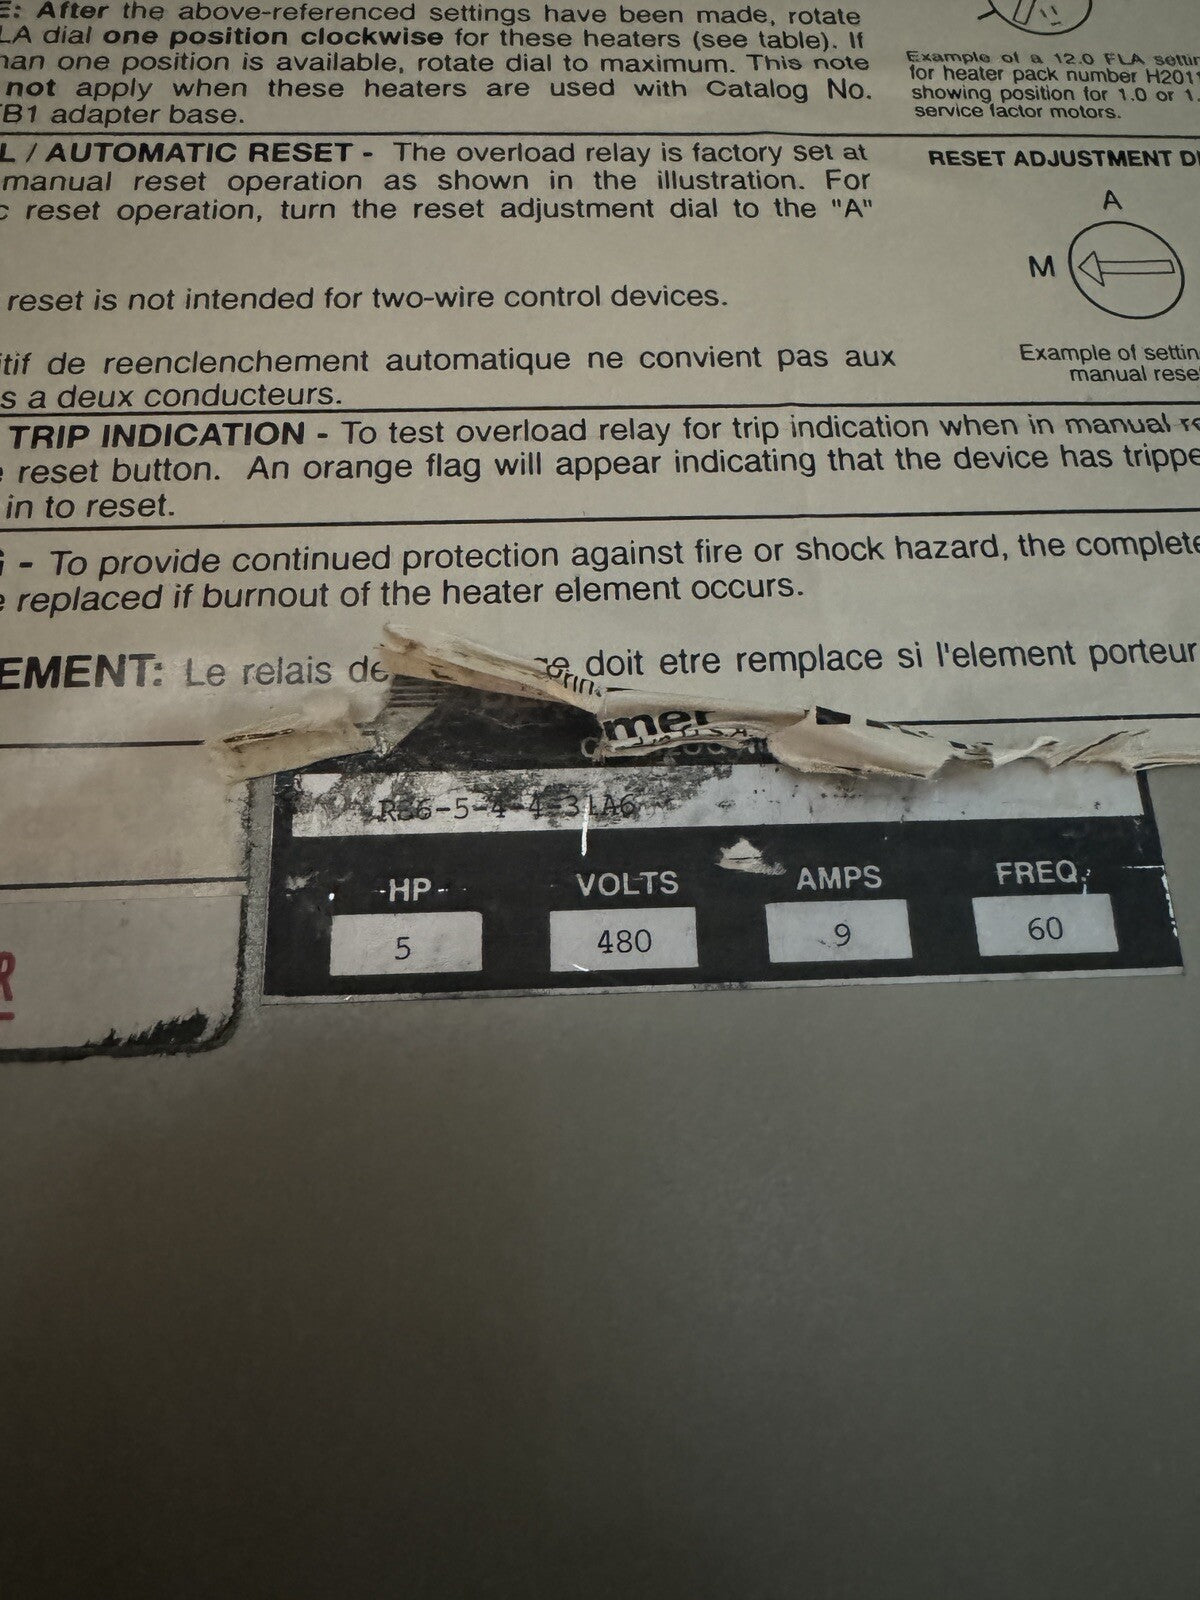 E: After the above-referenced settings have been made, rotate
LA dial one position clockwise for these heaters (see table). If
han one position is available, rotate dial to maximum. This note
not apply when these heaters are used with Catalog No.
B1 adapter base.
Example of a 12.0 FLA settin
for heater pack number H2011
showing position for 1.0 or 1.
service factor motors.
L / AUTOMATIC RESET - The overload relay is factory set at
manual reset operation as shown in the illustration. For
c reset operation, turn the reset adjustment dial to the "A"
reset is not intended for two-wire control devices.
itif de reenclenchement automatique ne convient pas aux
s a deux conducteurs.
RESET ADJUSTMENT DI
A
M
Example of settin
manual rese
TRIP INDICATION - To test overload relay for trip indication when in manual re
e reset button. An orange flag will appear indicating that the device has trippe
in to reset.
G - To provide continued protection against fire or shock hazard, the complete
e replaced if burnout of the heater element occurs.
EMENT: Le relais de doit etre remplace si l'element porteur
mer
-5-4-4-31A6
HP VOLTS AMPS FREQ.
5 480 9 60
R